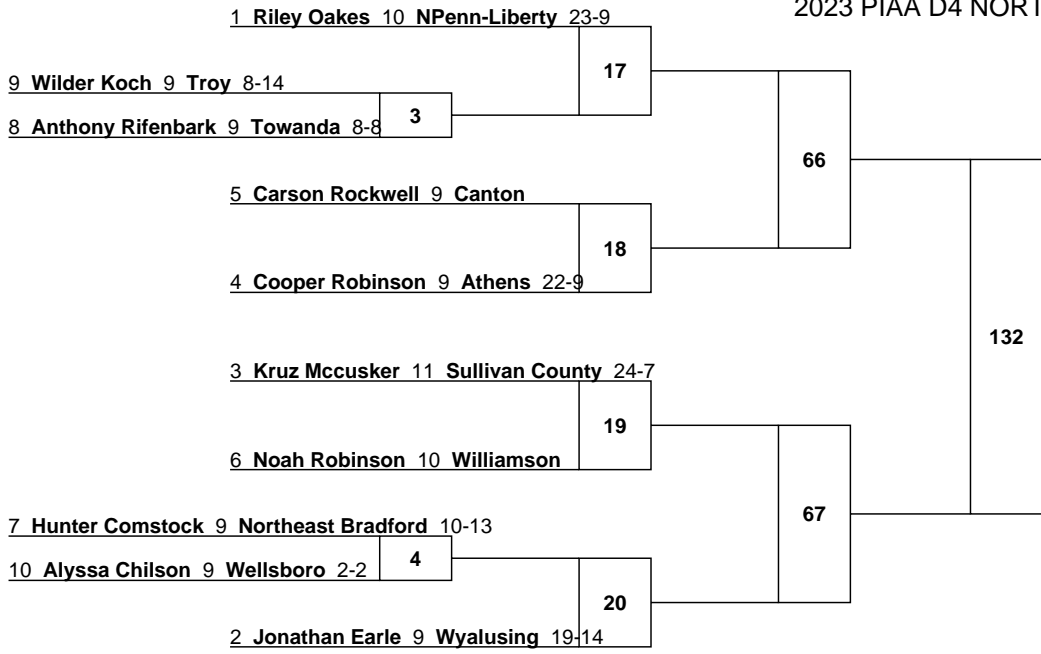 2023 PIAA D4 NORT
1 Riley Oakes 10 NPenn-Liberty 23-9
17
9 Wilder Koch 9 Troy 8-14
3
8 Anthony Rifenbark 9 Towanda 8-8
66
5 Carson Rockwell 9 Canton
18
4 Cooper Robinson 9 Athens 22-9
132
3 Kruz Mccusker 11 Sullivan County 24-7
19
6 Noah Robinson 10 Williamson
67
7 Hunter Comstock 9 Northeast Bradford 10-13
4
10 Alyssa Chilson 9 Wellsboro 2-2
20
2 Jonathan Earle 9 Wyalusing 19-14